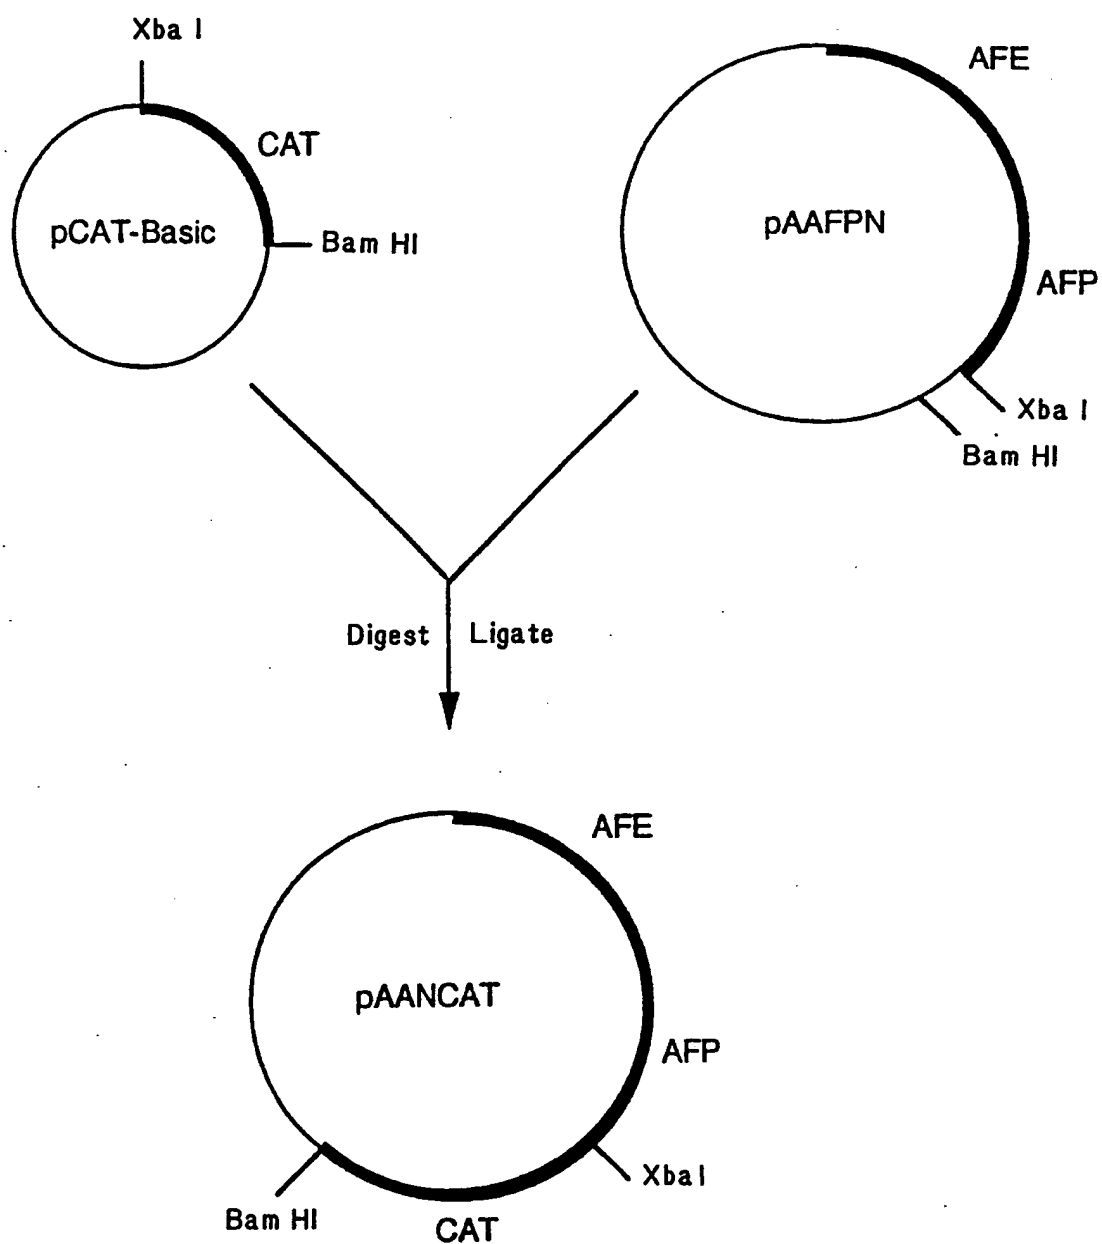 Xba I
CAT
pCAT-Basic
Bam HI
AFE
pAAFPN
AFP
Xba I
Bam HI
Digest
Ligate
AFE
pAANCAT
AFP
XbaI
Bam HI
CAT